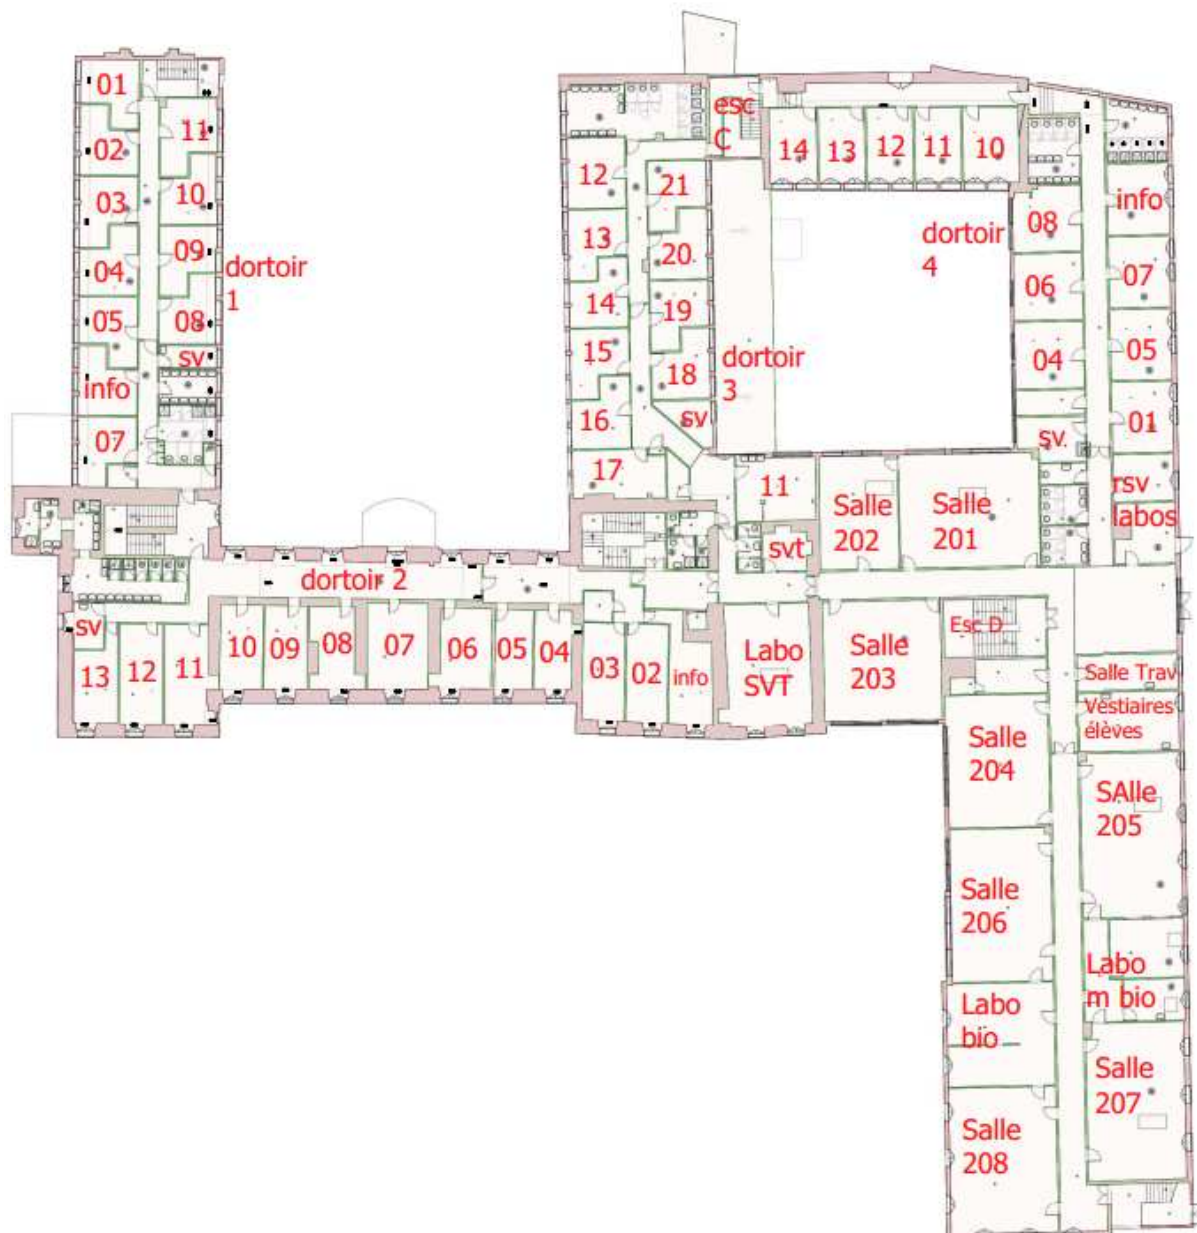 01
02
03
04
05
info
07
11
10
09
08
sv
dortoir
1
esc
C
12
13
14
15
16
17
21
20
19
18
sv
dortoir
3
14
13
12
11
10
dortoir
4
08
06
04
sv
info
07
05
01
rsv
labos
11
svt
Salle
202
Salle
201
dortoir 2
sv
13
12
11
10
09
08
07
06
05
04
03
02
info
Labo
SVT
Salle
203
Esc D
Salle Trav
Vestiaires
élèves
Salle
204
SAlle
205
Salle
206
Labo
m bio
Labo
bio
Salle
207
Salle
208